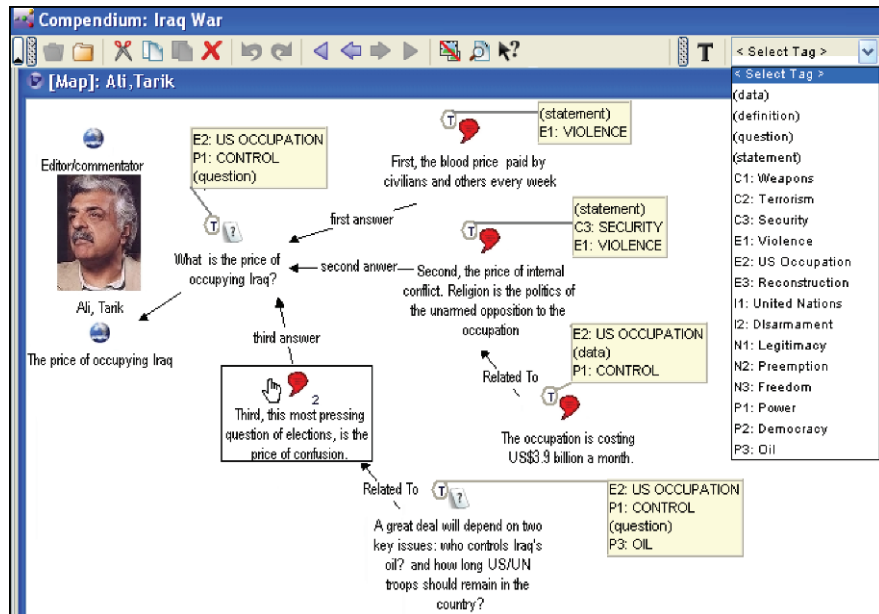 Compendium: Iraq War
T
< Select Tag >
[Map]: Ali,Tarik
< Select Tag >
(data)
(definition)
(question)
(statement)
C1: Weapons
C2: Terrorism
C3: Security
E1: Violence
E2: US Occupation
E3: Reconstruction
I1: United Nations
I2: DIsarmament
N1: Legitimacy
N2: Preemption
N3: Freedom
P1: Power
P2: Democracy
P3: Oil
Editor/commentator
Ali, Tarik
The price of occupying Iraq
E2: US OCCUPATION
P1: CONTROL
(question)
T
?
What is the price of
occupying Iraq?
first answer
T
(statement)
E1: VIOLENCE
First, the blood price paid by
civilians and others every week
second anwer
T
(statement)
C3: SECURITY
E1: VIOLENCE
Second, the price of internal
conflict. Religion is the politics of
the unarmed opposition to the
occupation
Related To
T
E2: US OCCUPATION
(data)
P1: CONTROL
The occupation is costing
US$3.9 billion a month.
third answer
2
Third, this most pressing
question of elections, is the
price of confusion.
Related To
T
?
E2: US OCCUPATION
P1: CONTROL
(question)
P3: OIL
A great deal will depend on two
key issues: who controls Iraq's
oil? and how long US/UN
troops should remain in the
country?